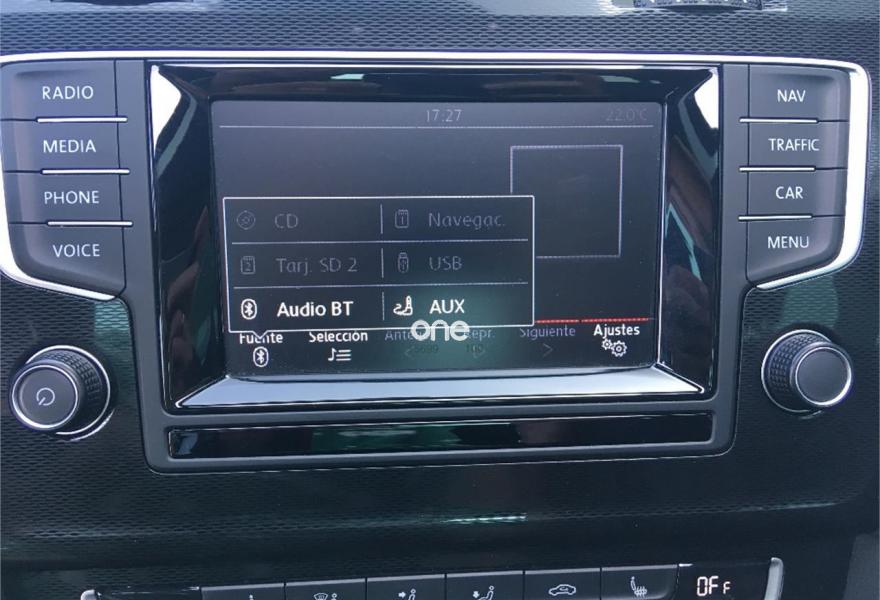 RADIO
MEDIA
PHONE
VOICE
17:27 22.0°C
CD Navegac.
2 Tarj. SD 2 USB
Audio BT AUX
one
Fuente Selección Siguiente Ajustes
NAV
TRAFFIC
CAR
MENU
OFF